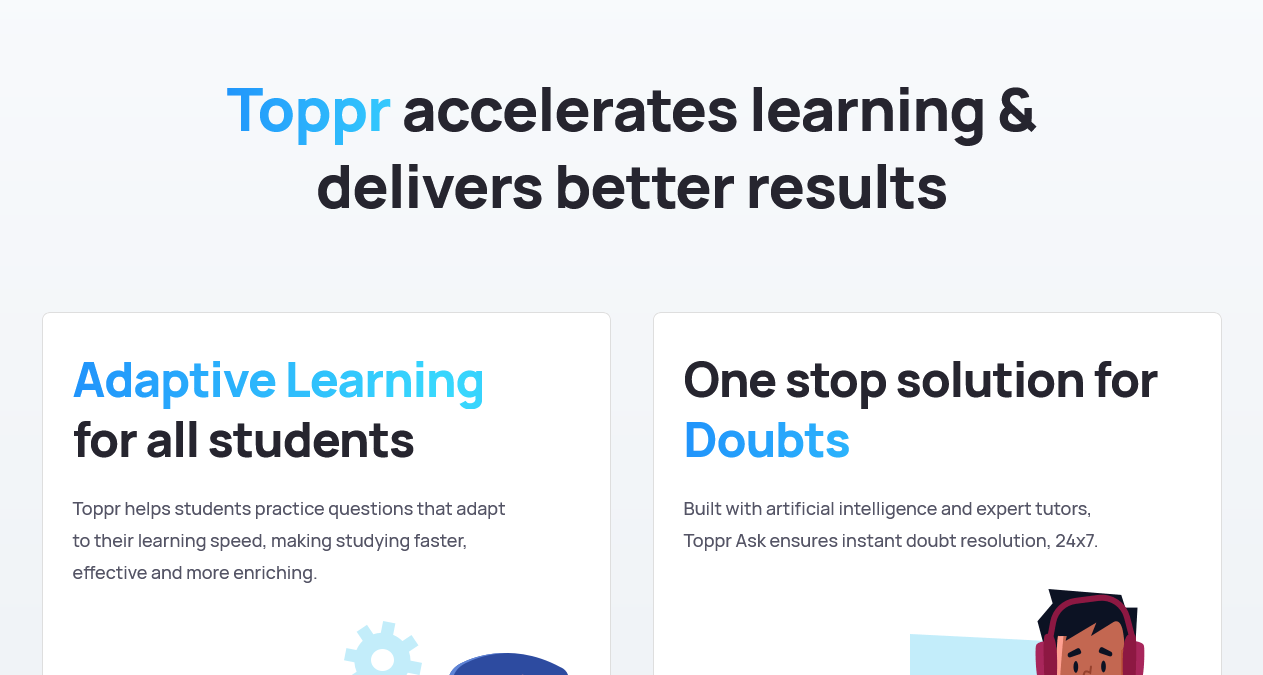 Toppr accelerates learning &
delivers better results
Adaptive Learning
for all students
Toppr helps students practice questions that adapt
to their learning speed, making studying faster,
effective and more enriching.
One stop solution for
Doubts
Built with artificial intelligence and expert tutors,
Toppr Ask ensures instant doubt resolution, 24x7.